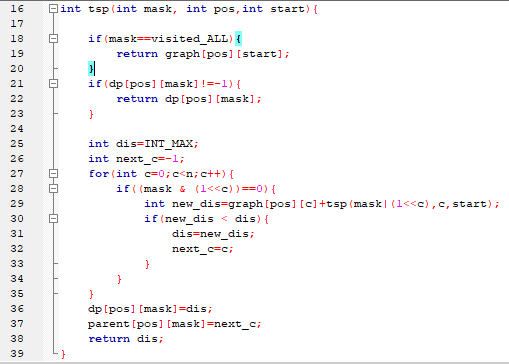 16 int tsp(int mask, int pos,int start){
17
18     if(mask==visited_ALL){
19         return graph[pos][start];
20     }
21     if(dp[pos][mask]!=-1){
22         return dp[pos][mask];
23     }
24
25     int dis=INT_MAX;
26     int next_c=-1;
27     for(int c=0;c<n;c++){
28         if((mask & (1<<c))==0){
29             int new_dis=graph[pos][c]+tsp(mask|(1<<c),c,start);
30             if(new_dis < dis){
31                 dis=new_dis;
32                 next_c=c;
33             }
34         }
35     }
36     dp[pos][mask]=dis;
37     parent[pos][mask]=next_c;
38     return dis;
39 }